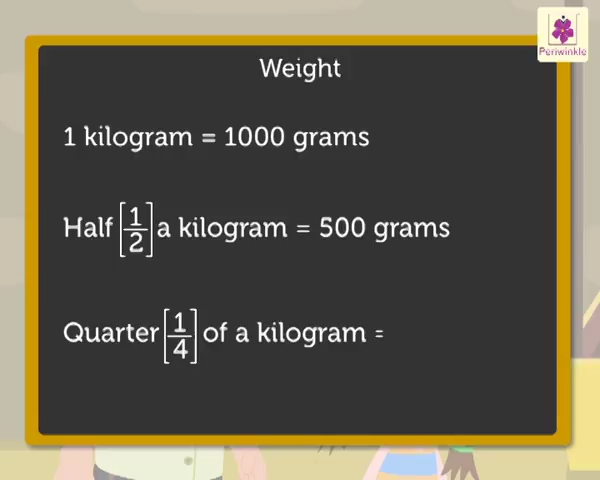 Periwinkle
Weight
1 kilogram = 1000 grams
Half [1/2] a kilogram = 500 grams
Quarter [1/4] of a kilogram =